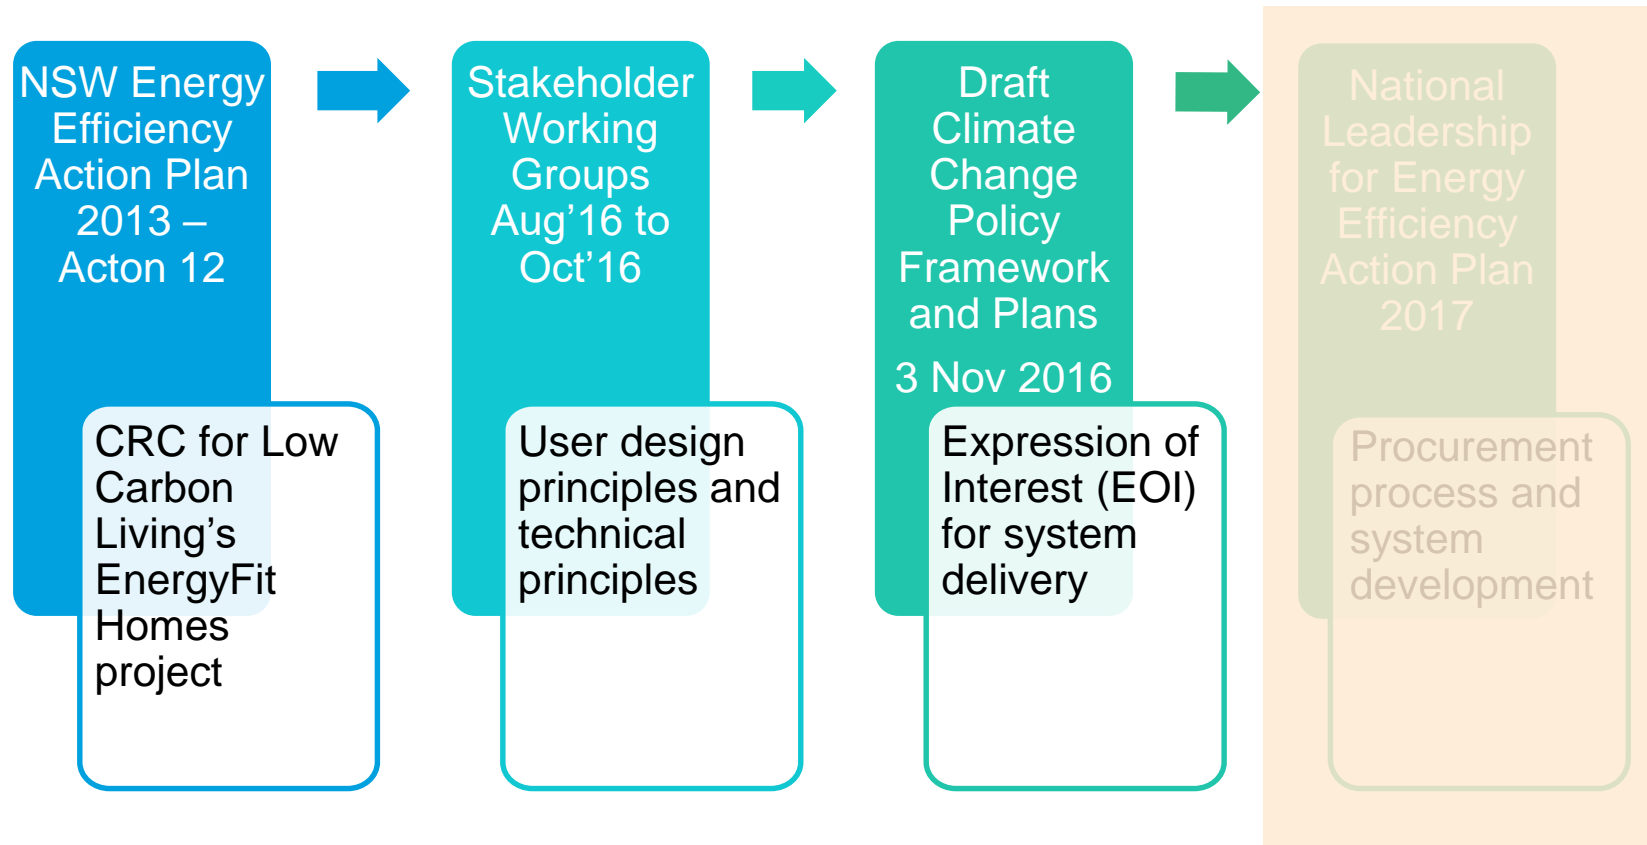 NSW Energy
Efficiency
Action Plan
2013 –
Acton 12
CRC for Low
Carbon
Living’s
EnergyFit
Homes
project
Stakeholder
Working
Groups
Aug’16 to
Oct’16
User design
principles and
technical
principles
Draft
Climate
Change
Policy
Framework
and Plans
3 Nov 2016
Expression of
Interest (EOI)
for system
delivery
National
Leadership
for Energy
Efficiency
Action Plan
2017
Procurement
process and
system
development